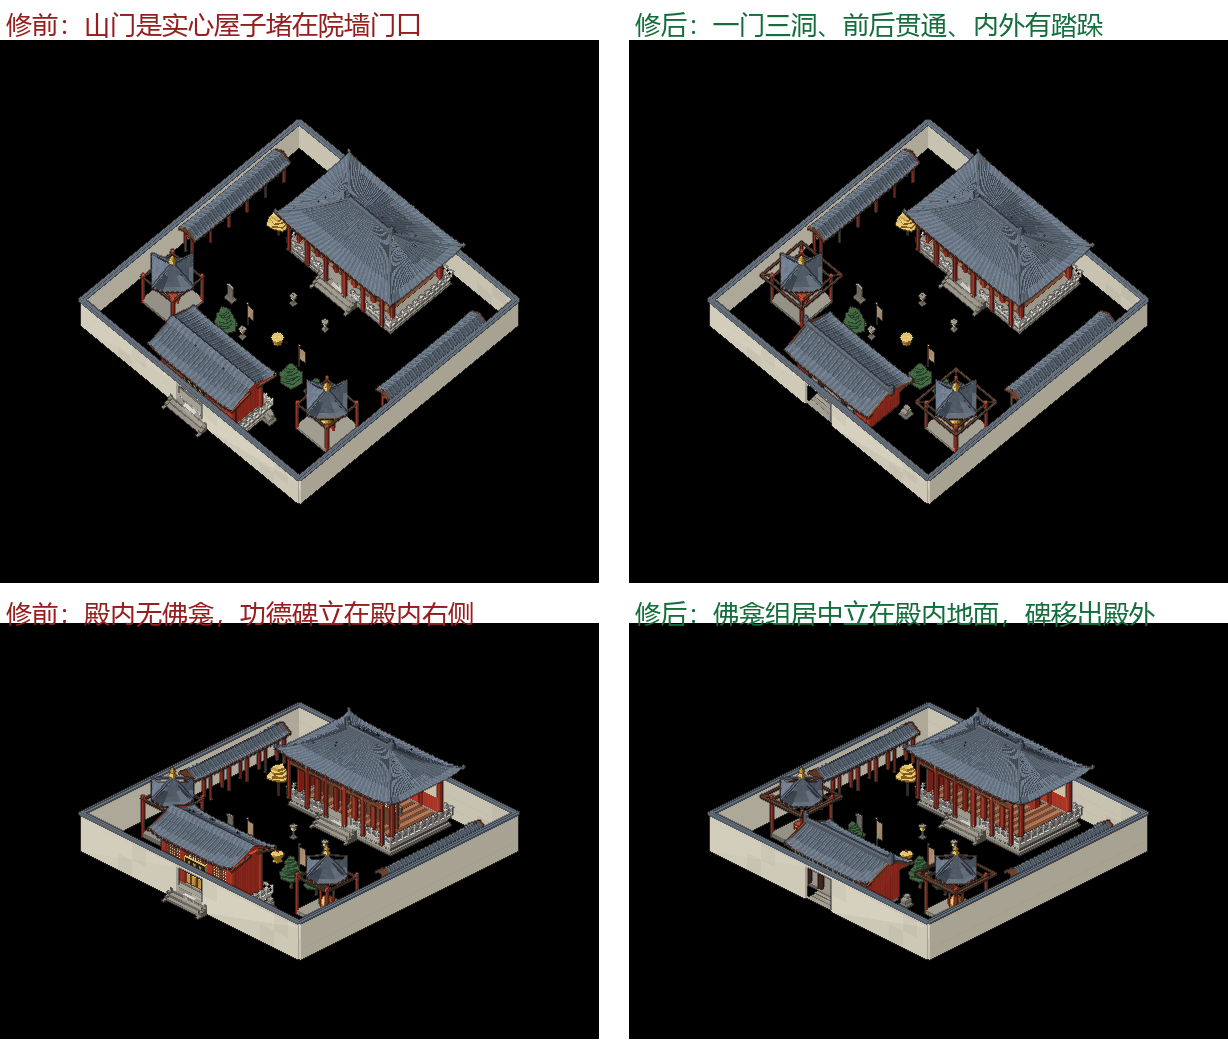 修前：山门是实心屋子堵在院墙门口
修后：一门三洞、前后贯通、内外有踏跺
修前：殿内无佛龛，功德碑立在殿内右侧
修后：佛龛组居中立在殿内地面，碑移出殿外